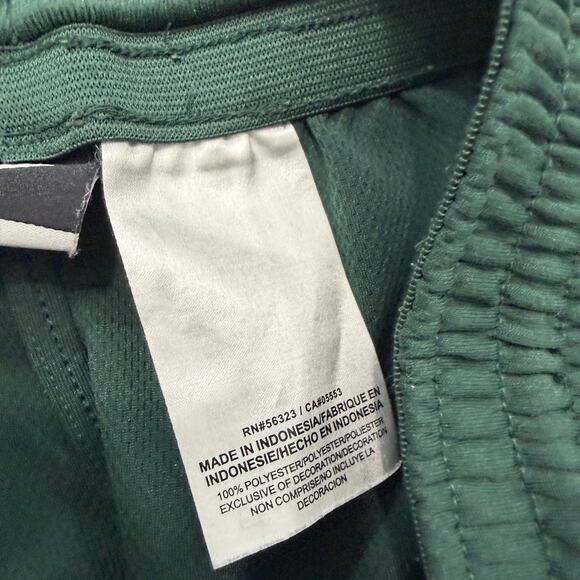 RN#56323 / CA#05553
MADE IN INDONESIA/FABRIQUE EN
INDONESIE/HECHO EN INDONESIA
100% POLYESTER/POLYESTER/POLIESTER
EXCLUSIVE OF DECORATION/DECORATION
NON COMPRISE/NO INCLUYE LA
DECORACION